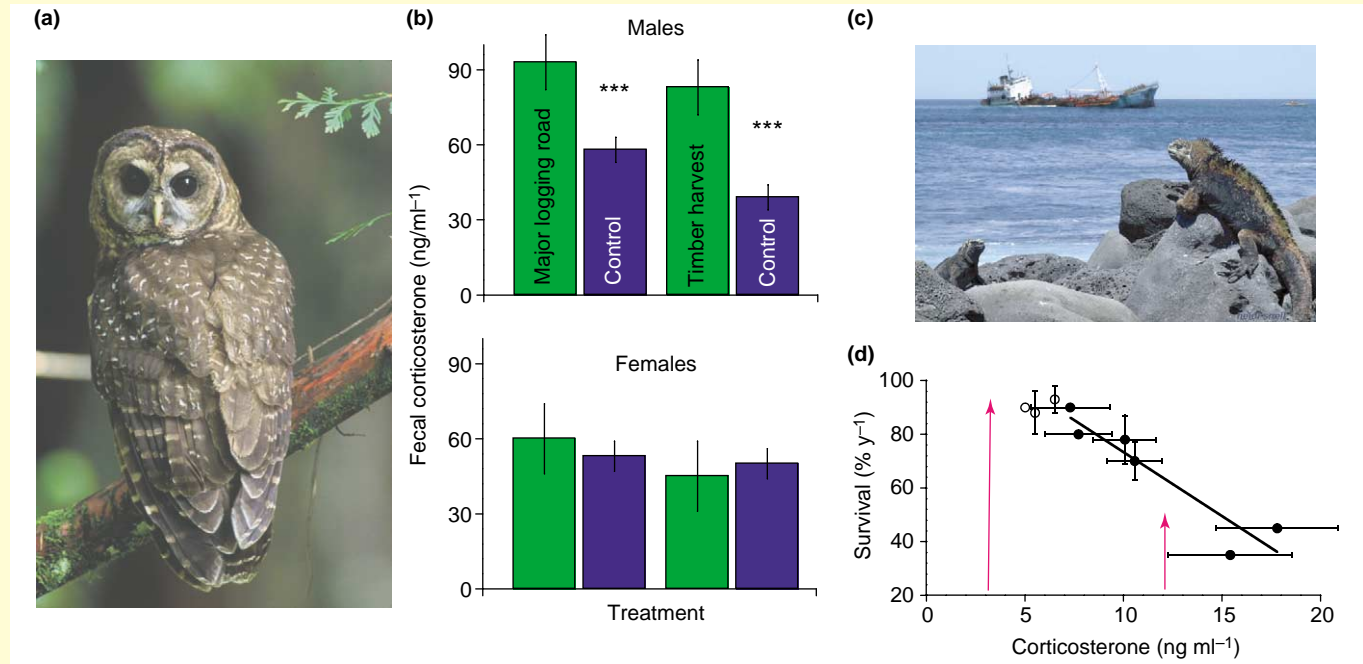 (a)
(b)
Males
Fecal corticosterone (ng/ml⁻¹)
90
60
30
0
Major logging road
Control
***
Timber harvest
Control
***
Females
90
60
30
0
Treatment
(c)
(d)
Survival (% y⁻¹)
100
80
60
40
20
0
5
10
15
20
Corticosterone (ng ml⁻¹)